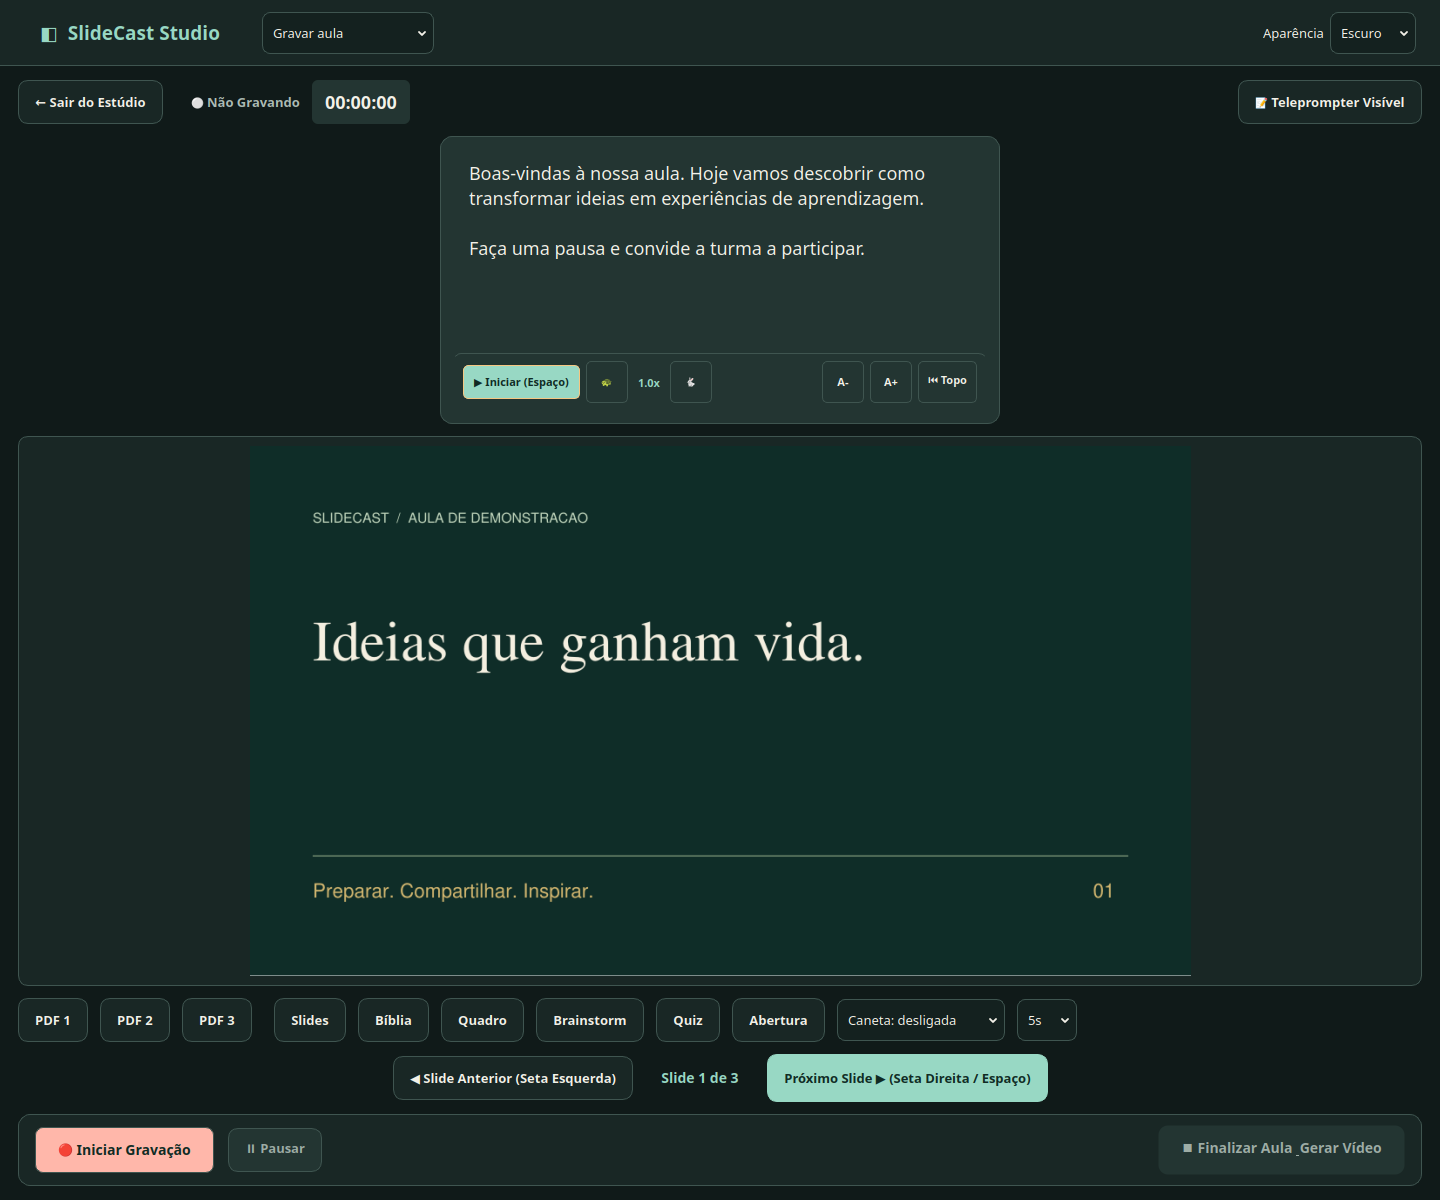 SlideCast Studio
Gravar aula
Aparência
Escuro
← Sair do Estúdio
Não Gravando
00:00:00
Teleprompter Visível
Boas-vindas à nossa aula. Hoje vamos descobrir como
transformar ideias em experiências de aprendizagem.
Faça uma pausa e convide a turma a participar.
▶ Iniciar (Espaço)
1.0x
A-
A+
⏮ Topo
SLIDECAST / AULA DE DEMONSTRACAO
Ideias que ganham vida.
Preparar. Compartilhar. Inspirar.
01
PDF 1
PDF 2
PDF 3
Slides
Bíblia
Quadro
Brainstorm
Quiz
Abertura
Caneta: desligada
5s
◀ Slide Anterior (Seta Esquerda)
Slide 1 de 3
Próximo Slide ▶ (Seta Direita / Espaço)
🔴 Iniciar Gravação
⏸ Pausar
⏹ Finalizar Aula _Gerar Vídeo